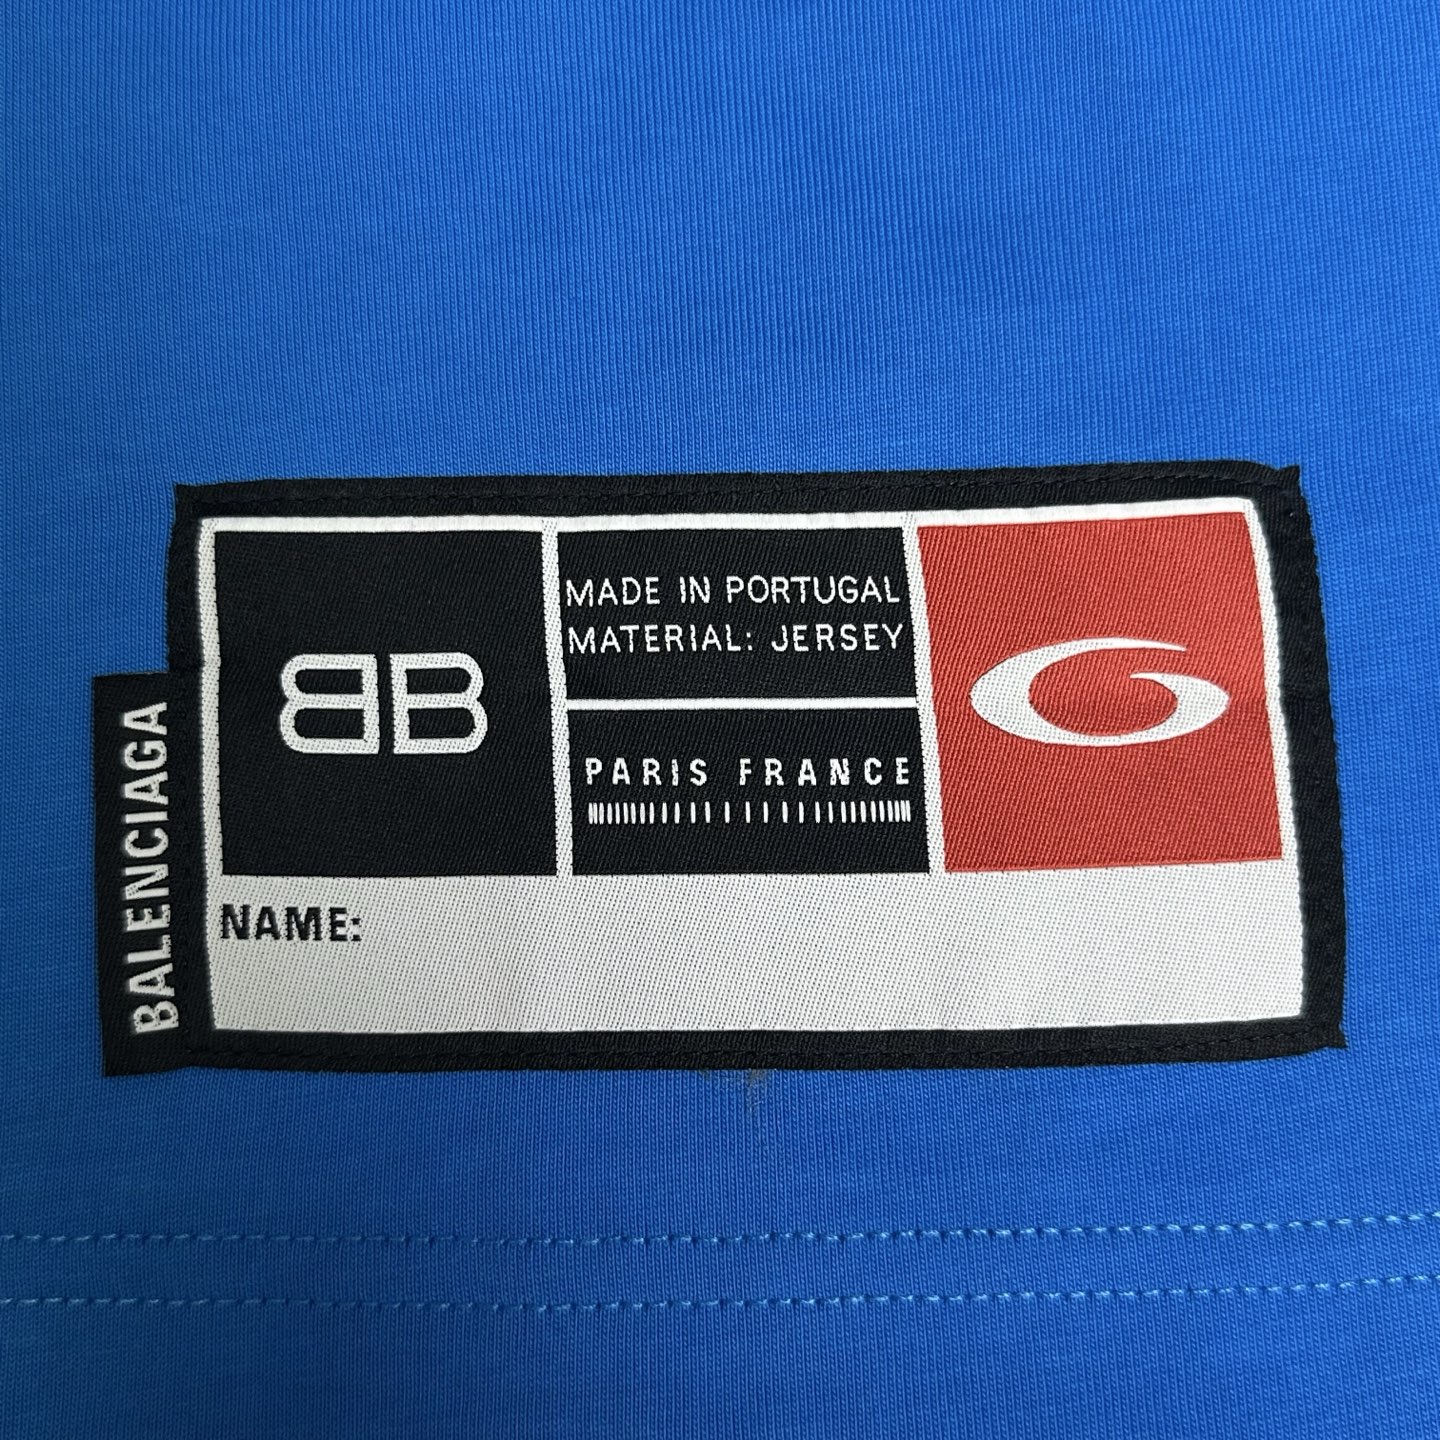 BALENCIAGA
BB
MADE IN PORTUGAL
MATERIAL: JERSEY
PARIS FRANCE
NAME: